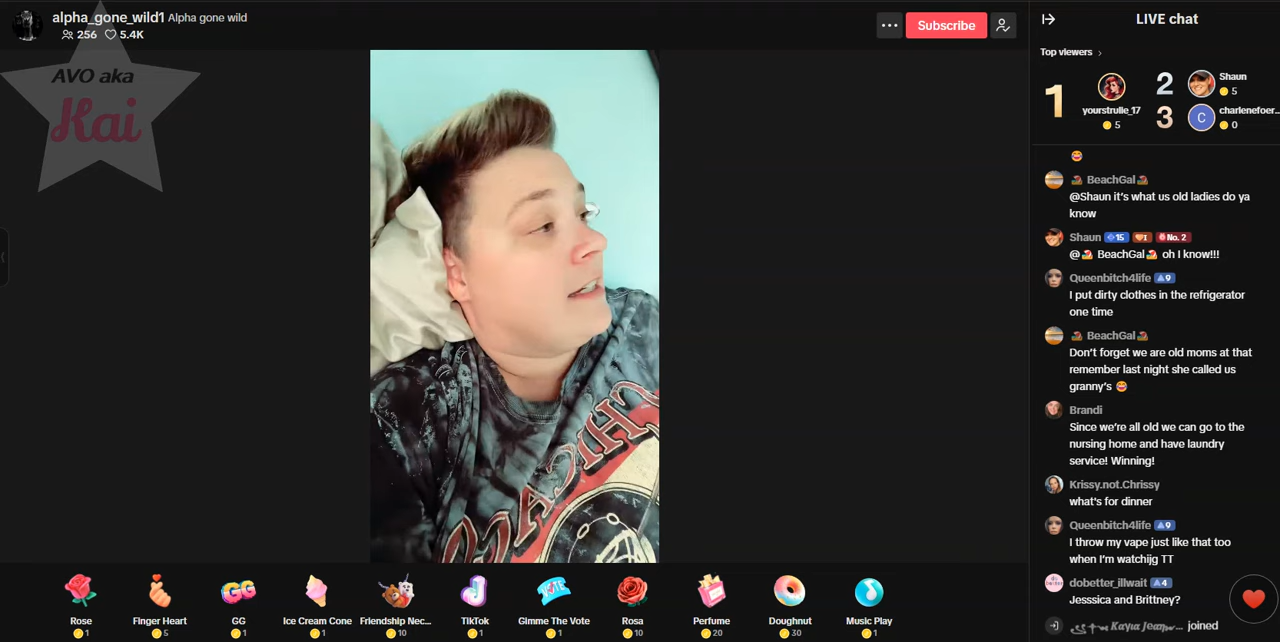 alpha_gone_wild1 Alpha gone wild
256 5.4K
Subscribe
AVO aka
Kai
LIVE chat
Top viewers
1
yourstrulle_17
5
2
Shaun
5
3
C
charlenefoer...
0
BeachGal
@Shaun it's what us old ladies do ya
know
Shaun 15 I No. 2
@ BeachGal oh I know!!!
Queenbitch4life 9
I put dirty clothes in the refrigerator
one time
BeachGal
Don't forget we are old moms at that
remember last night she called us
granny's
Brandi
Since we're all old we can go to the
nursing home and have laundry
service! Winning!
Krissy.not.Chrissy
what's for dinner
Queenbitch4life 9
I throw my vape just like that too
when I'm watchijg TT
dobetter_illwait 4
Jesssica and Brittney?
joined
CHICAGO
Rose
1
Finger Heart
5
GG
GG
1
Ice Cream Cone
1
Friendship Nec...
10
TikTok
1
VOTE
Gimme The Vote
1
Rosa
10
Perfume
20
Doughnut
30
Music Play
1